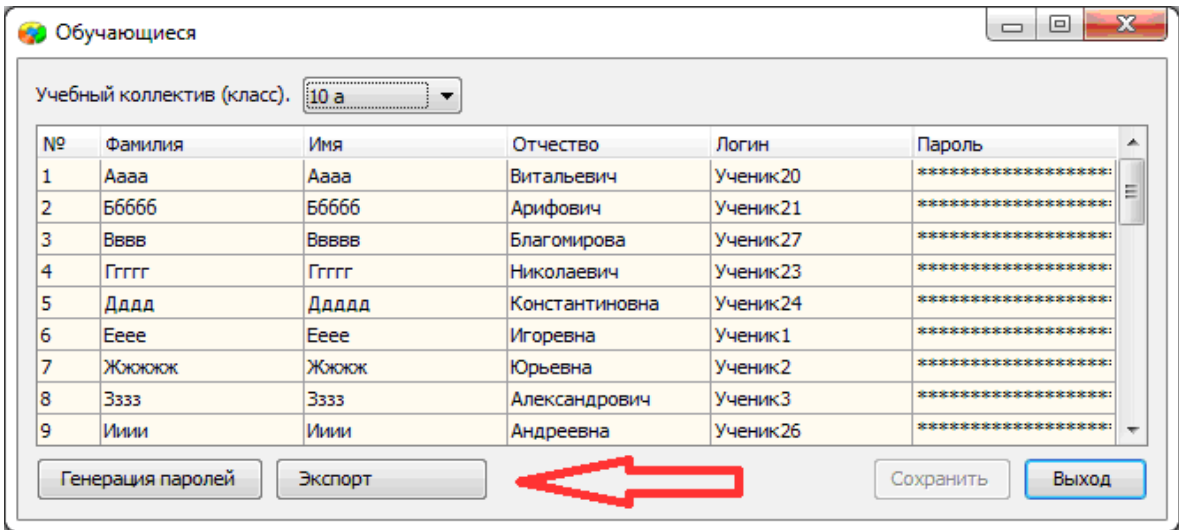 Обучающиеся
Учебный коллектив (класс). 10 а
№ Фамилия Имя Отчество Логин Пароль
1 Аааа Аааа Витальевич Ученик20 ********************
2 Ббббб Ббббб Арифович Ученик21 ********************
3 Вввв Ввввв Благомирова Ученик27 ********************
4 Ггггг Ггггг Николаевич Ученик23 ********************
5 Дддд Ддддд Константиновна Ученик24 ********************
6 Ееее Ееее Игоревна Ученик1 ********************
7 Жжжжж Жжжж Юрьевна Ученик2 ********************
8 Зззз Зззз Александрович Ученик3 ********************
9 Ииии Ииии Андреевна Ученик26 ********************
Генерация паролей Экспорт Сохранить Выход